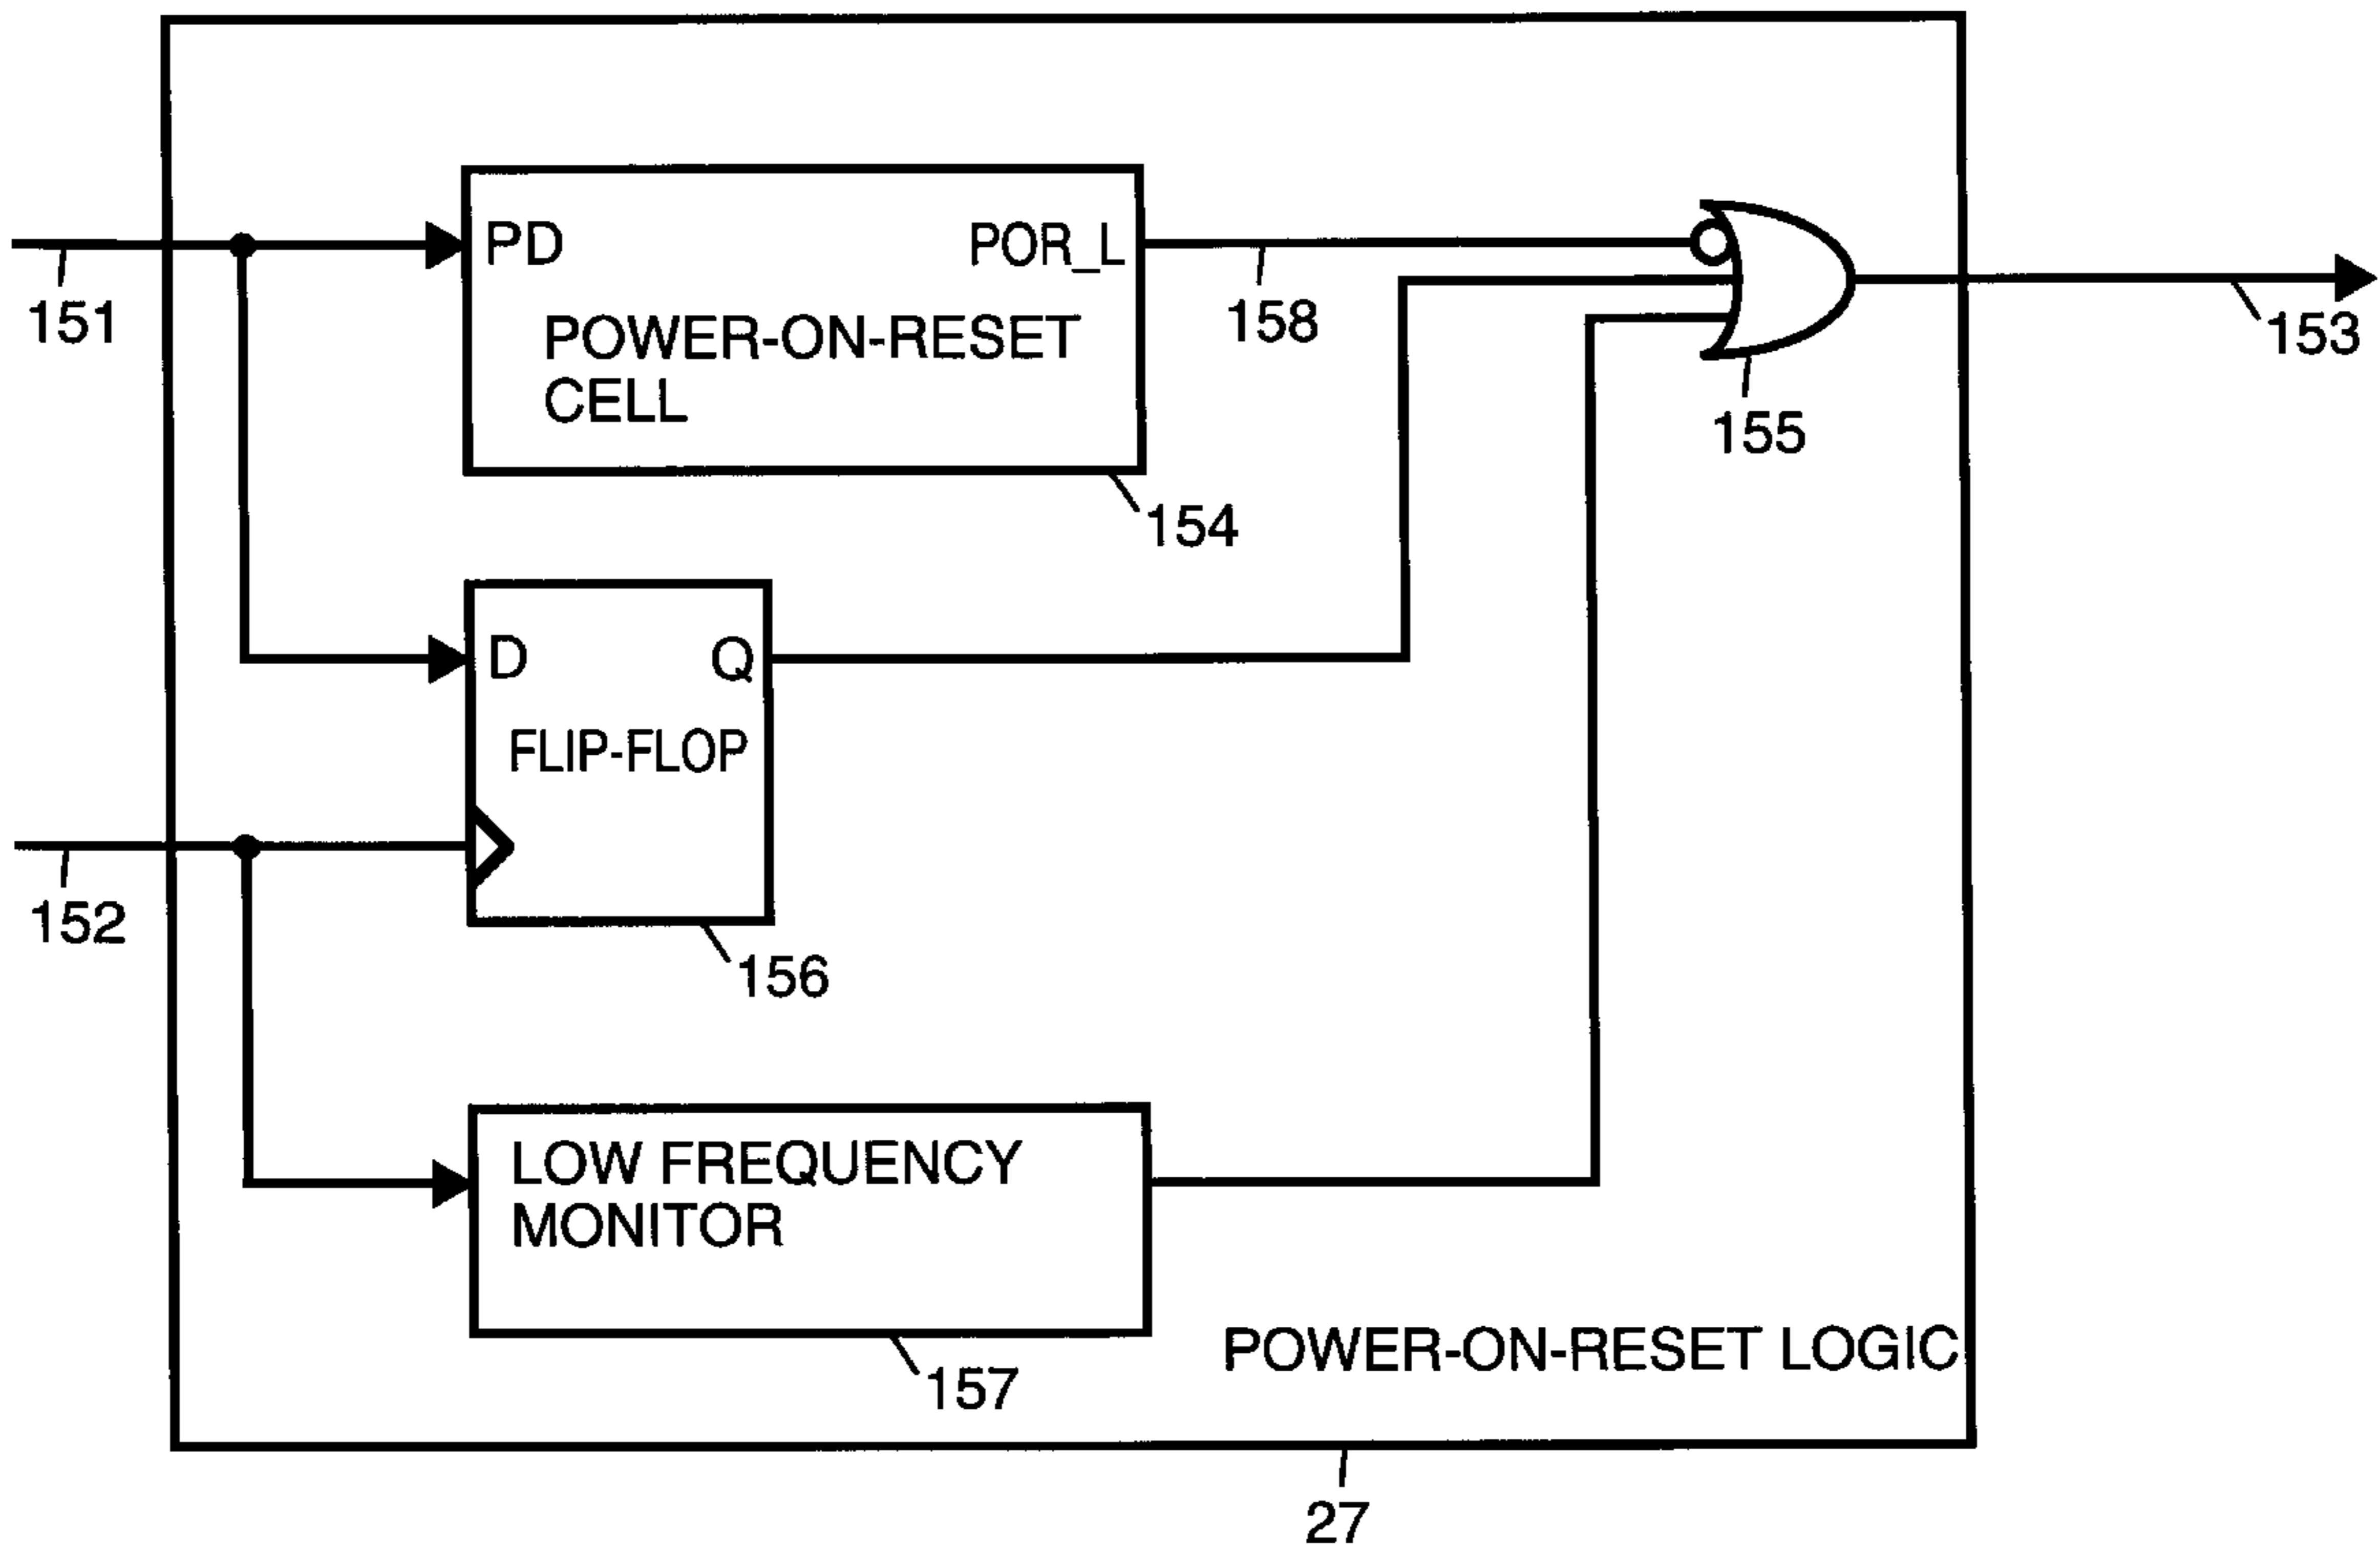 PD
POR_L
151
158
153
POWER-ON-RESET
CELL
155
154
D
Q
FLIP-FLOP
152
156
LOW FREQUENCY
MONITOR
POWER-ON-RESET LOGIC
157
27